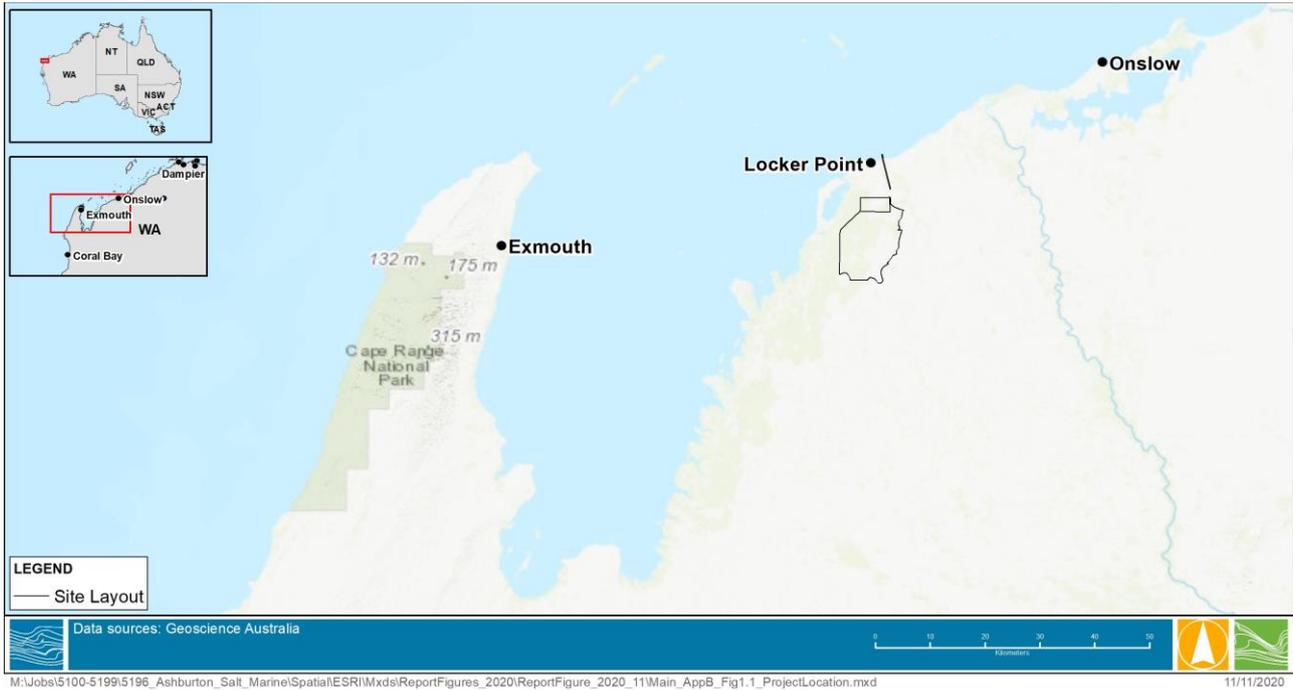 NT
QLD
WA
SA
NSW
ACT
VIC
TAS
Dampier
Onslow
Exmouth
WA
Coral Bay
Onslow
Locker Point
Exmouth
132 m
175 m
315 m
Cape Range
National
Park
LEGEND
Site Layout
Data sources: Geoscience Australia
0 10 20 30 40 50
Kilometers
M:\Jobs\5100-5199\5196_Ashburton_Salt_Marine\Spatial\ESRI\Mxds\ReportFigures_2020\ReportFigure_2020_11\Main_AppB_Fig1.1_ProjectLocation.mxd
11/11/2020